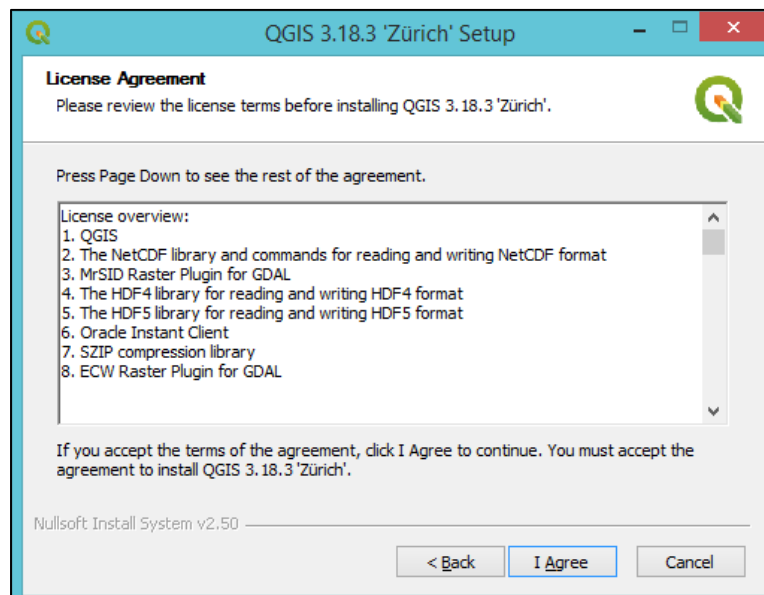 QGIS 3.18.3 'Zürich' Setup
License Agreement
Please review the license terms before installing QGIS 3.18.3 'Zürich'.
Press Page Down to see the rest of the agreement.
License overview:
1. QGIS
2. The NetCDF library and commands for reading and writing NetCDF format
3. MrSID Raster Plugin for GDAL
4. The HDF4 library for reading and writing HDF4 format
5. The HDF5 library for reading and writing HDF5 format
6. Oracle Instant Client
7. SZIP compression library
8. ECW Raster Plugin for GDAL
If you accept the terms of the agreement, click I Agree to continue. You must accept the
agreement to install QGIS 3.18.3 'Zürich'.
Nullsoft Install System v2.50
< Back I Agree Cancel